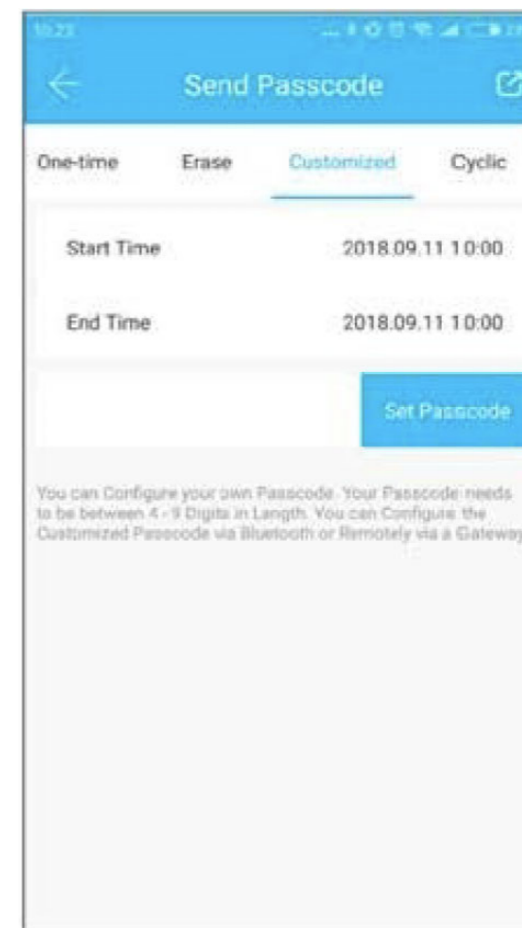 10:23
Send Passcode
One-time Erase Customized Cyclic
Start Time 2018.09.11 10:00
End Time 2018.09.11 10:00
Set Passcode
You can Configure your own Passcode. Your Passcode needs
to be between 4 - 9 Digits in Length. You can Configure the
Customized Passcode via Bluetooth or Remotely via a Gateway